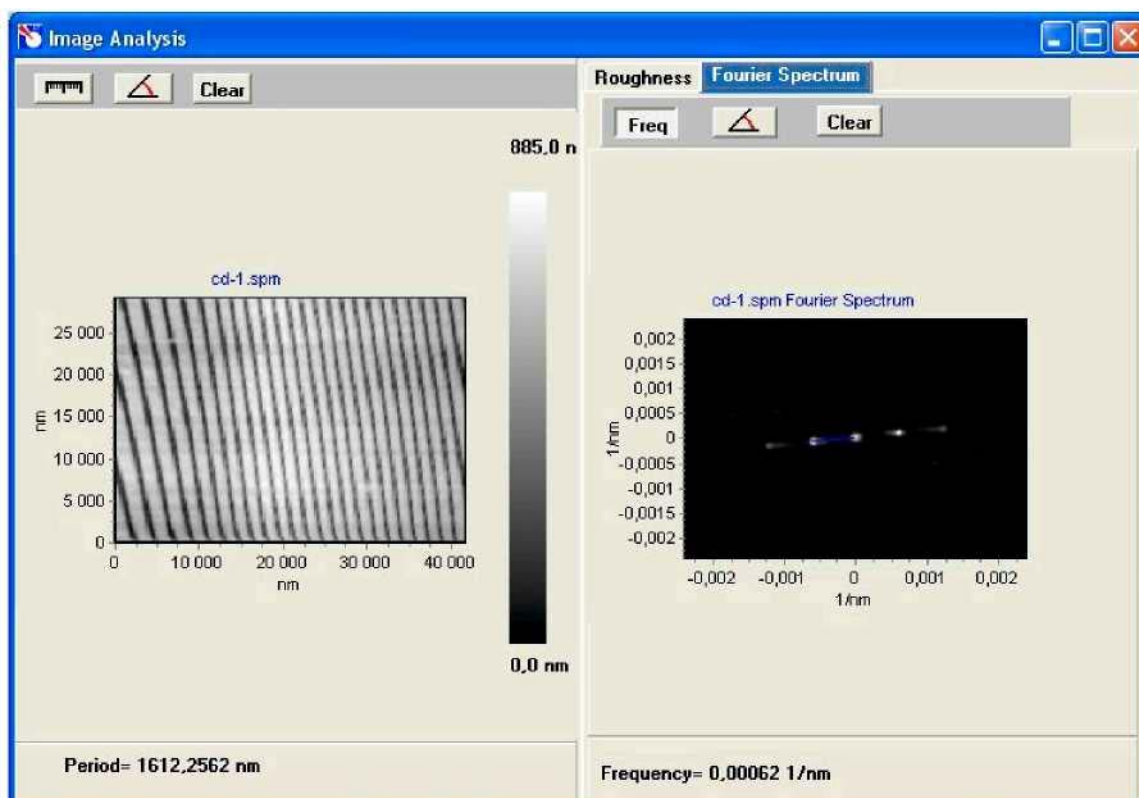 Image Analysis
Clear
885,0 n
cd-1.spm
25 000
20 000
15 000
10 000
5 000
0
nm
0 10 000 20 000 30 000 40 000
nm
0,0 nm
Period= 1612,2562 nm
Roughness Fourier Spectrum
Freq Clear
cd-1.spm Fourier Spectrum
0,002
0,0015
0,001
0,0005
0
-0,0005
-0,001
-0,0015
-0,002
1/nm
-0,002 -0,001 0 0,001 0,002
1/nm
Frequency= 0,00062 1/nm